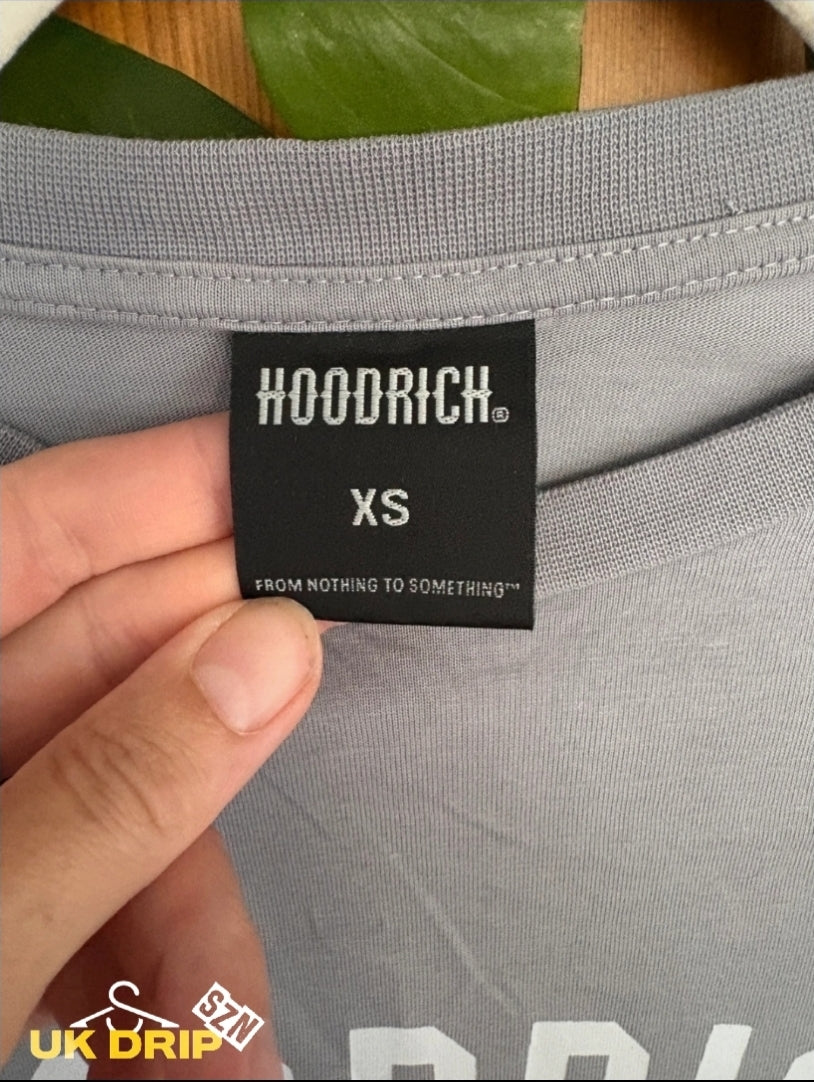 HOODRICH®
XS
FROM NOTHING TO SOMETHING™
SZN
UK DRIP